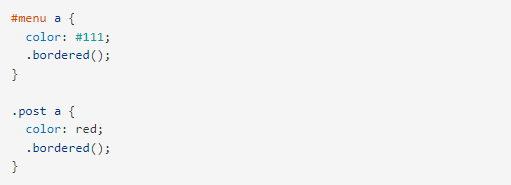 #menu a {
  color: #111;
  .bordered();
}

.post a {
  color: red;
  .bordered();
}